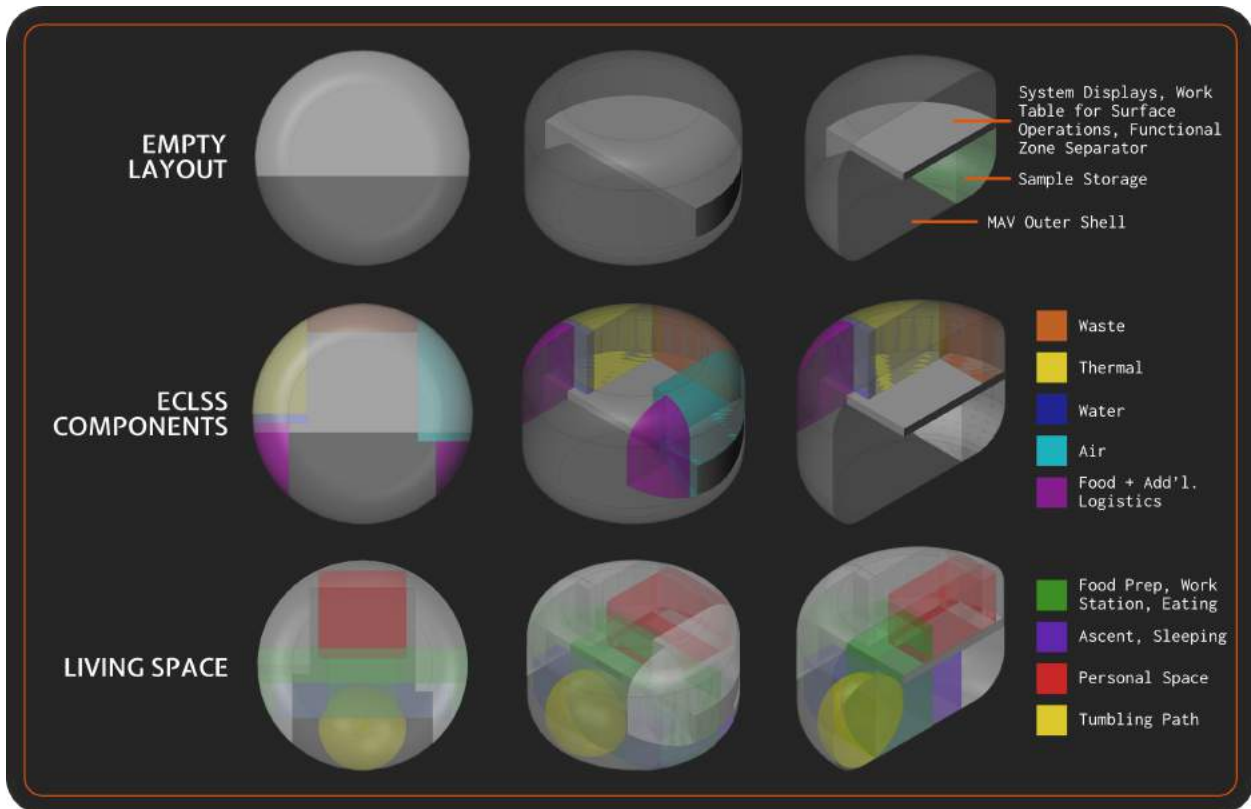 EMPTY
LAYOUT
System Displays, Work
Table for Surface
Operations, Functional
Zone Separator
Sample Storage
MAV Outer Shell
ECLSS
COMPONENTS
Waste
Thermal
Water
Air
Food + Add'l.
Logistics
LIVING SPACE
Food Prep, Work
Station, Eating
Ascent, Sleeping
Personal Space
Tumbling Path